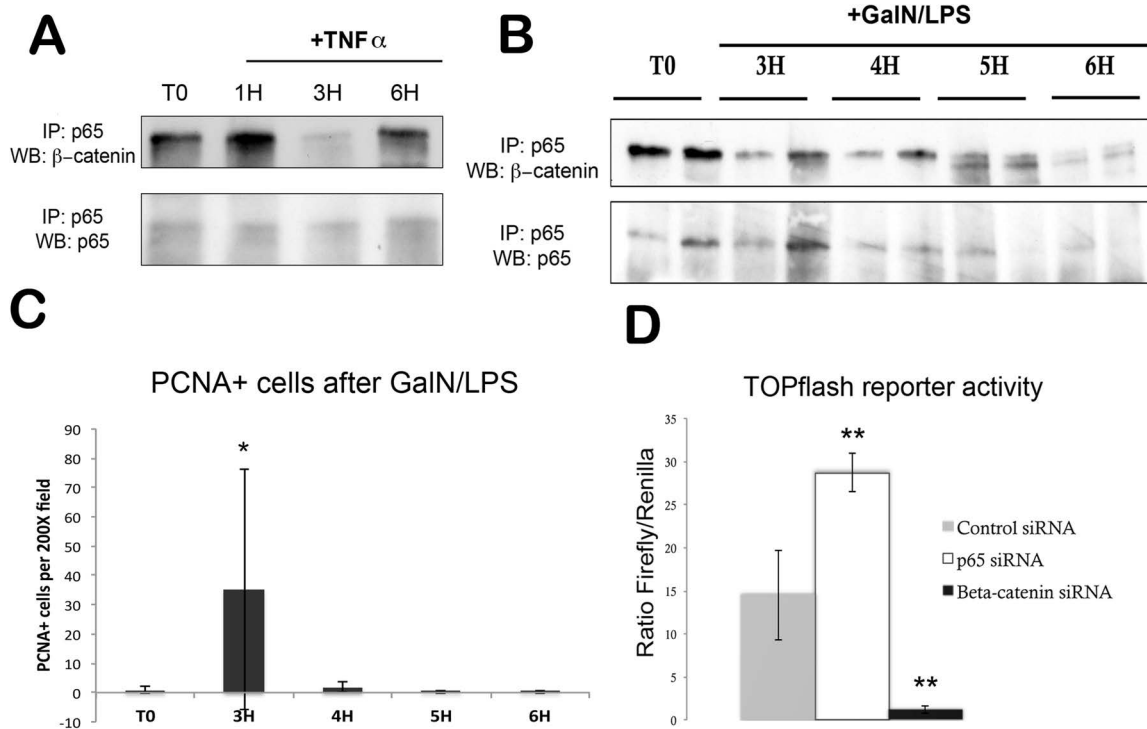 A
+TNF α
T0 1H 3H 6H
IP: p65
WB: β-catenin
IP: p65
WB: p65
B
+GalN/LPS
T0 3H 4H 5H 6H
IP: p65
WB: β-catenin
IP: p65
WB: p65
C
PCNA+ cells after GalN/LPS
PCNA+ cells per 200X field
90
80
70
60
50
40
30
20
10
0
-10
*
T0 3H 4H 5H 6H
D
TOPflash reporter activity
Ratio Firefly/Renilla
35
30
25
20
15
10
5
0
**
**
Control siRNA
p65 siRNA
Beta-catenin siRNA